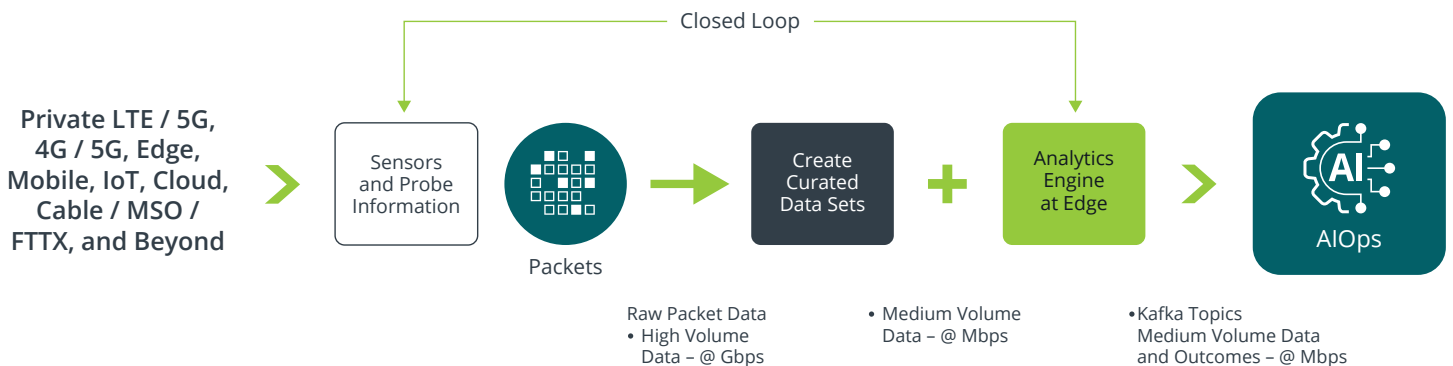 Closed Loop
Private LTE / 5G,
4G / 5G, Edge,
Mobile, IoT, Cloud,
Cable / MSO /
FTTX, and Beyond
Sensors
and Probe
Information
Packets
Create
Curated
Data Sets
Analytics
Engine
at Edge
AI
AIOps
Raw Packet Data
• High Volume
Data – @ Gbps
• Medium Volume
Data – @ Mbps
•Kafka Topics
Medium Volume Data
and Outcomes – @ Mbps